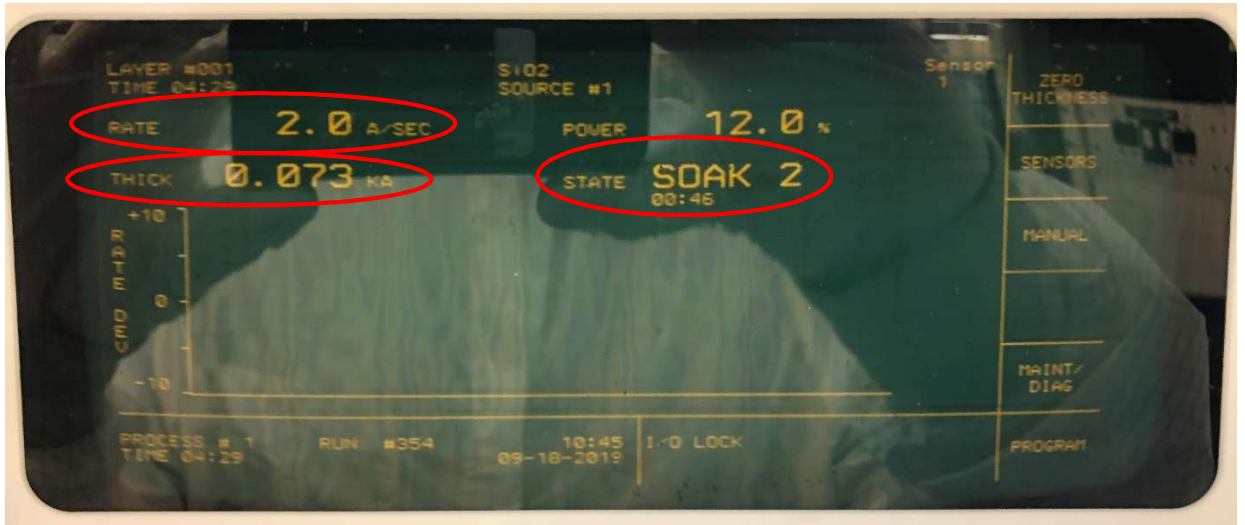 LAYER #001
TIME 04:29
SiO2
SOURCE #1
Sensor
1
RATE 2.0 A/SEC
POWER 12.0 %
THICK 0.073 KA
STATE SOAK 2
00:46
+10
0
-10
RATE DEV
ZERO
THICKNESS
SENSORS
MANUAL
MAINT/
DIAG
PROGRAM
PROCESS # 1
TIME 04:29
RUN #354
10:45
09-18-2019
I/O LOCK